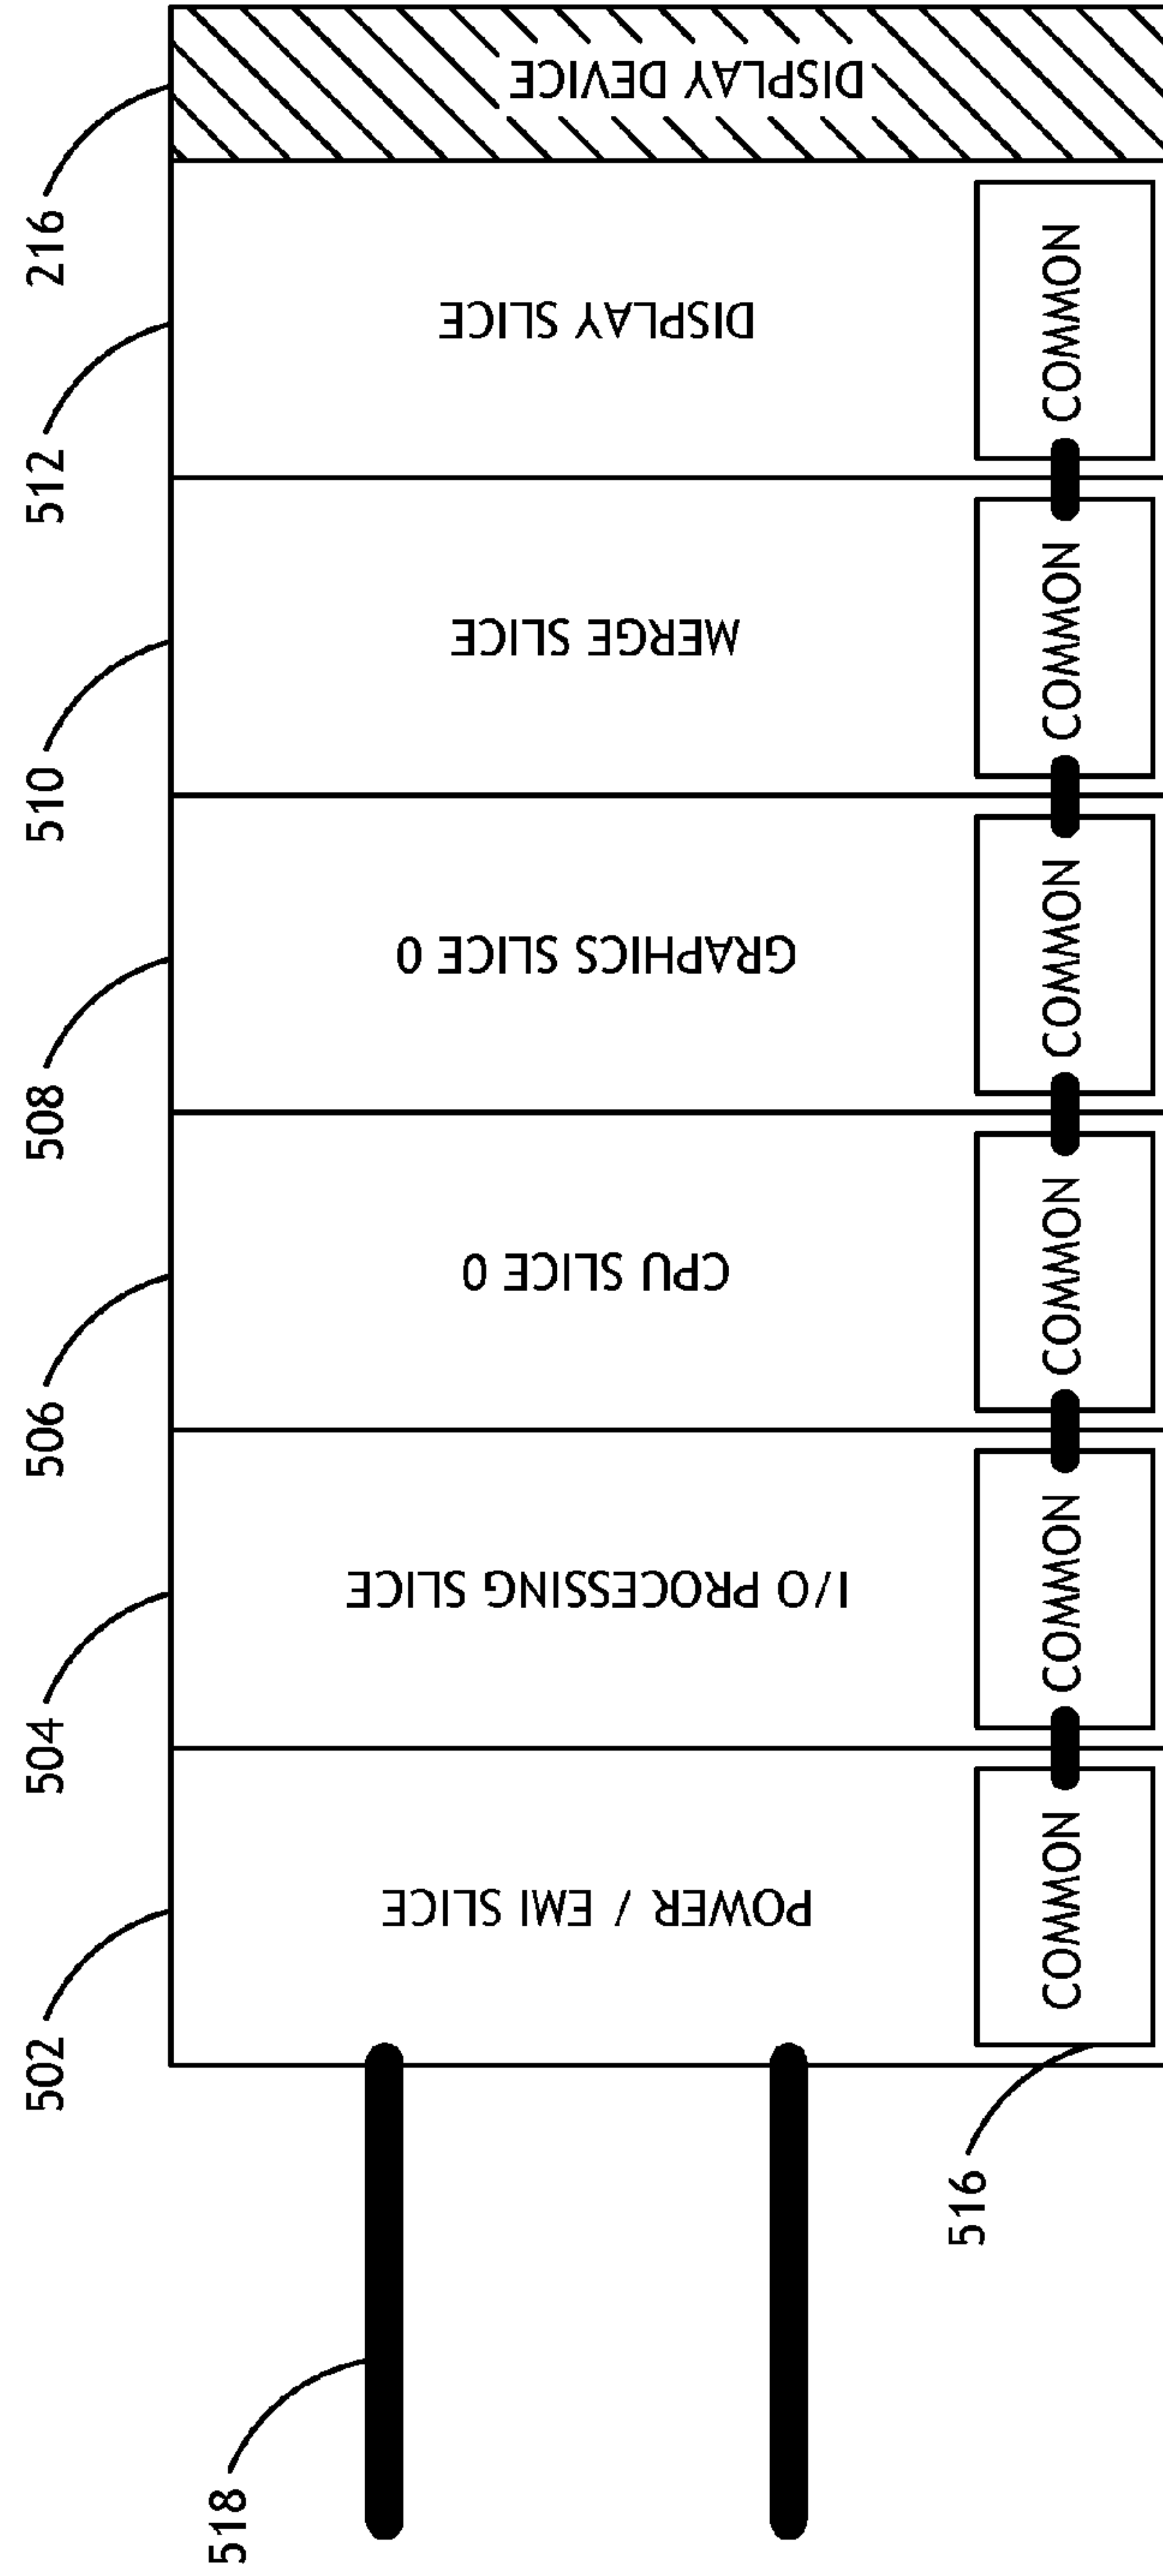 502
504
506
508
510
512
216
518
POWER / EMI SLICE
I/O PROCESSING SLICE
CPU SLICE 0
GRAPHICS SLICE 0
MERGE SLICE
DISPLAY SLICE
DISPLAY DEVICE
516
COMMON
COMMON
COMMON
COMMON
COMMON
COMMON